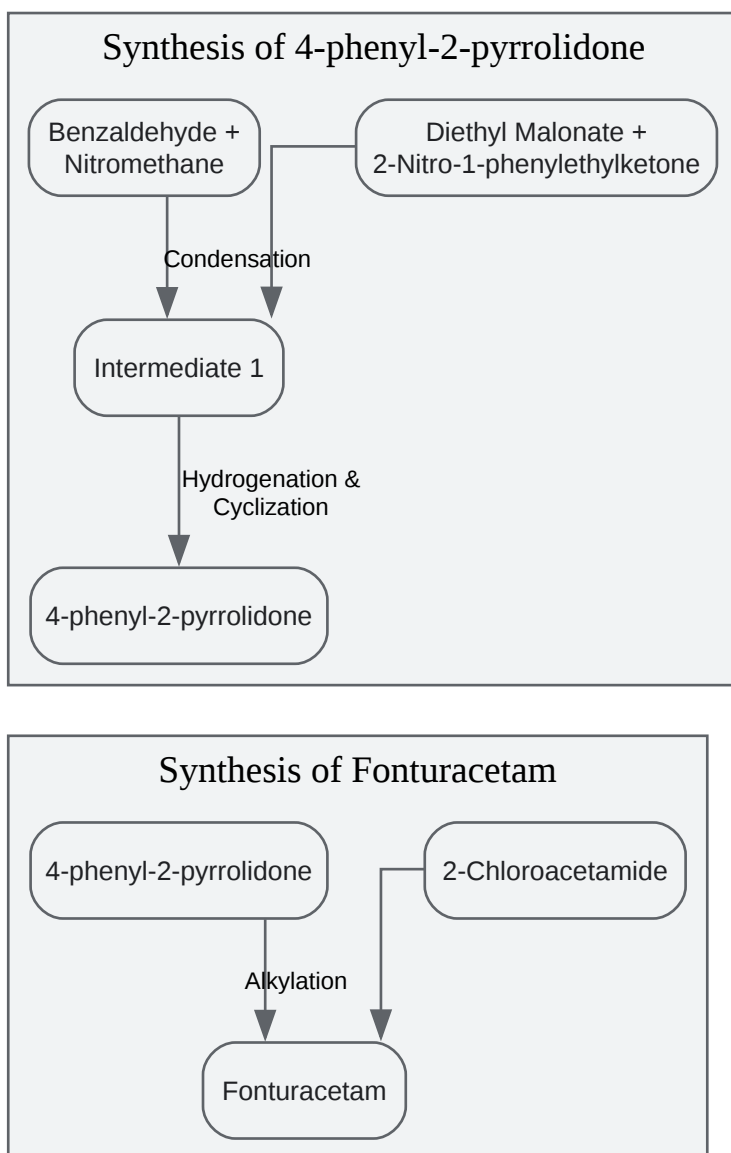 Synthesis of 4-phenyl-2-pyrrolidone
Benzaldehyde +
Nitromethane
Diethyl Malonate +
2-Nitro-1-phenylethylketone
Condensation
Intermediate 1
Hydrogenation &
Cyclization
4-phenyl-2-pyrrolidone
Synthesis of Fonturacetam
4-phenyl-2-pyrrolidone
2-Chloroacetamide
Alkylation
Fonturacetam